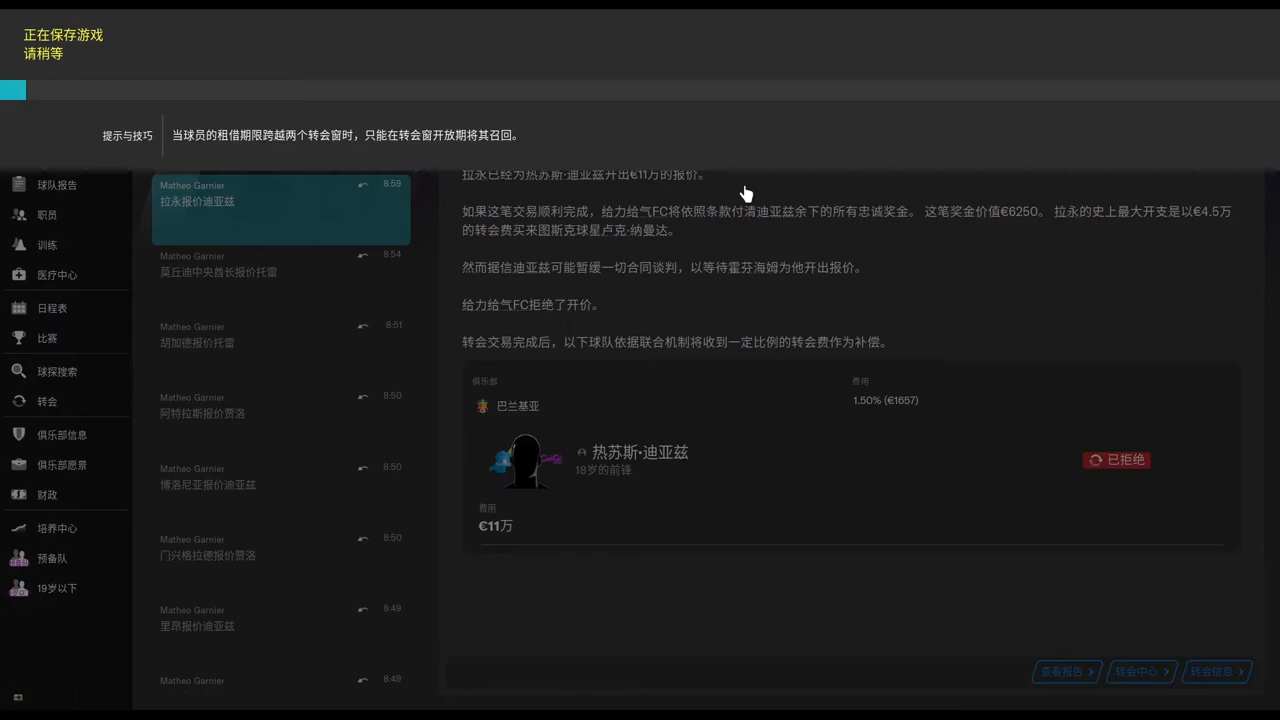 正在保存游戏
请稍等
提示与技巧
当球员的租借期限跨越两个转会窗时，只能在转会窗开放期将其召回。
球队报告
职员
训练
医疗中心
日程表
比赛
球探搜索
转会
俱乐部信息
俱乐部愿景
财政
培养中心
预备队
19岁以下
Matheo Garnier 8:59
拉永报价迪亚兹
Matheo Garnier 8:54
莫丘迪中央酋长报价托雷
Matheo Garnier 8:51
胡加德报价托雷
Matheo Garnier 8:50
阿特拉斯报价贾洛
Matheo Garnier 8:50
博洛尼亚报价迪亚兹
Matheo Garnier 8:50
门兴格拉德报价贾洛
Matheo Garnier 8:49
里昂报价迪亚兹
Matheo Garnier 8:49
拉永已经为热苏斯·迪亚兹开出€11万的报价。
如果这笔交易顺利完成，给力给气FC将依照条款付清迪亚兹余下的所有忠诚奖金。 这笔奖金价值€6250。 拉永的史上最大开支是以€4.5万
的转会费买来图斯克球星卢克·纳曼达。
然而据信迪亚兹可能暂缓一切合同谈判，以等待霍芬海姆为他开出报价。
给力给气FC拒绝了开价。
转会交易完成后，以下球队依据联合机制将收到一定比例的转会费作为补偿。
俱乐部 费用
巴兰基亚 1.50% (€1657)
热苏斯·迪亚兹
18岁的前锋
已拒绝
费用
€11万
查看报告
转会中心
转会信息